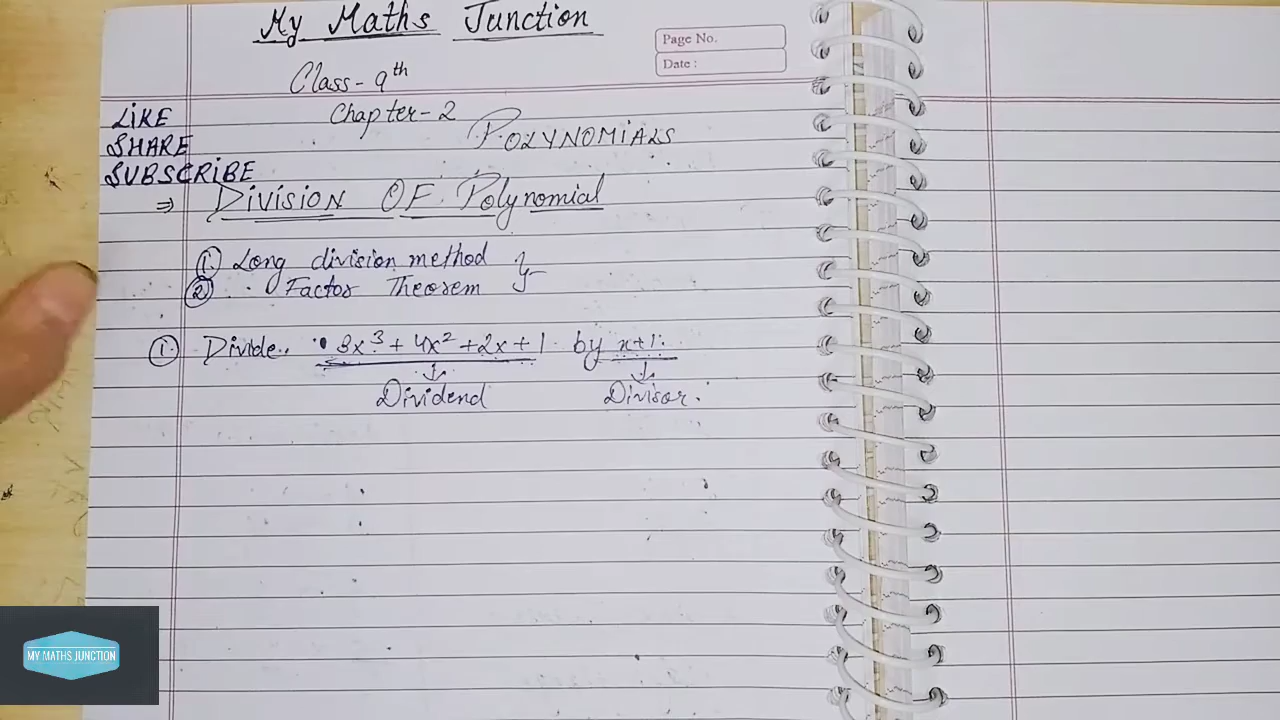 My Maths Junction
Page No.
Date :
Class - 9th
Chapter - 2
POLYNOMIALS
LIKE
SHARE
SUBSCRIBE
⇒ Division OF Polynomial
① Long division method
② Factor Theorem
① Divide 3x³ + 4x² + 2x + 1 by x+1.
Dividend Divisor.
MY MATHS JUNCTION